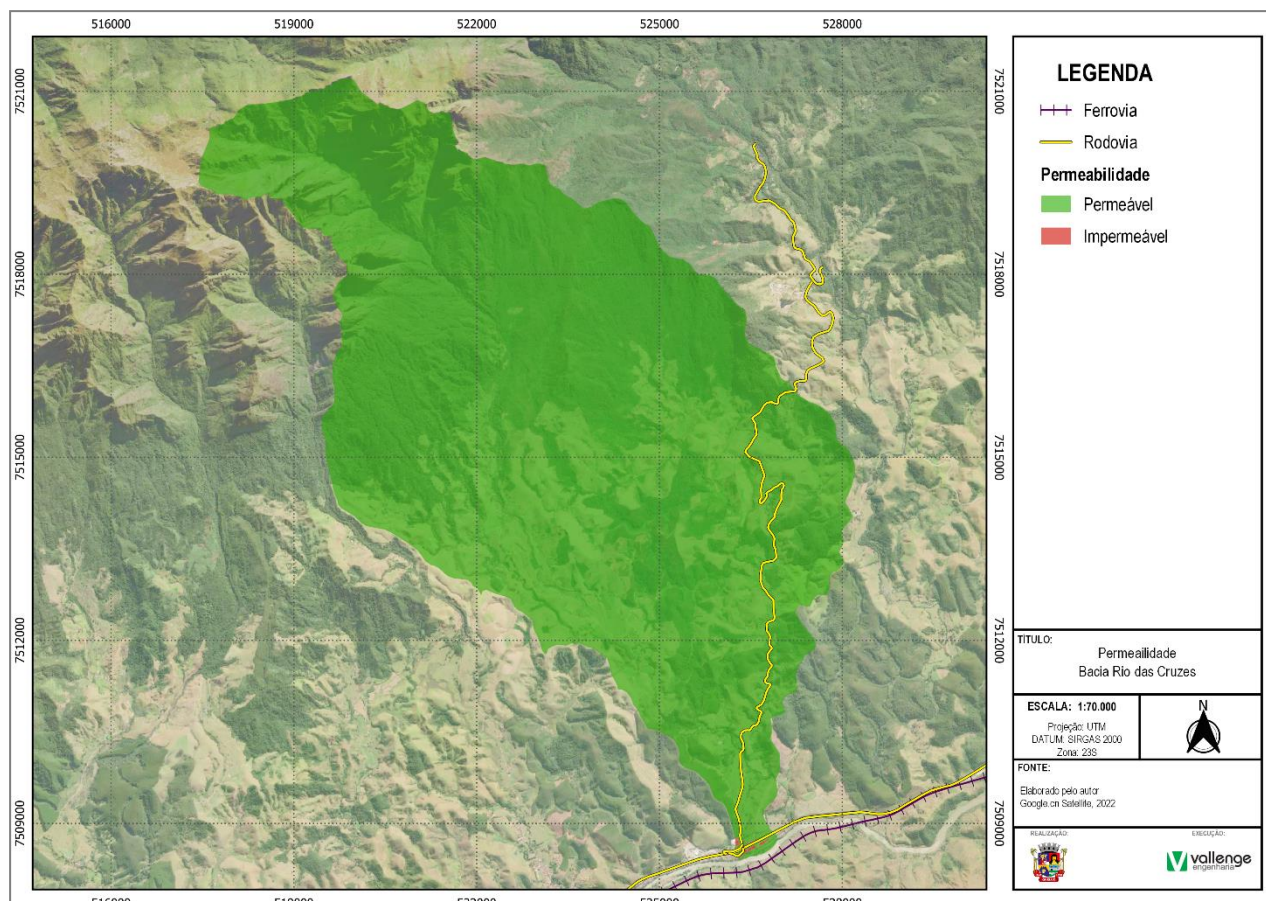 516000 519000 522000 525000 528000
7521000 7521000
7518000 7518000
7515000 7515000
7512000 7512000
7509000 7509000
525000
LEGENDA
Ferrovia
Rodovia
Permeabilidade
Permeável
Impermeável
TÍTULO:
Permeailidade
Bacia Rio das Cruzes
ESCALA: 1:70.000
Projeção: UTM
DATUM: SIRGAS 2000
Zona: 23S
N
FONTE:
Elaborado pelo autor
Google.cn Satellite, 2022
REALIZAÇÃO:
EXECUÇÃO:
vallenge
engenharia